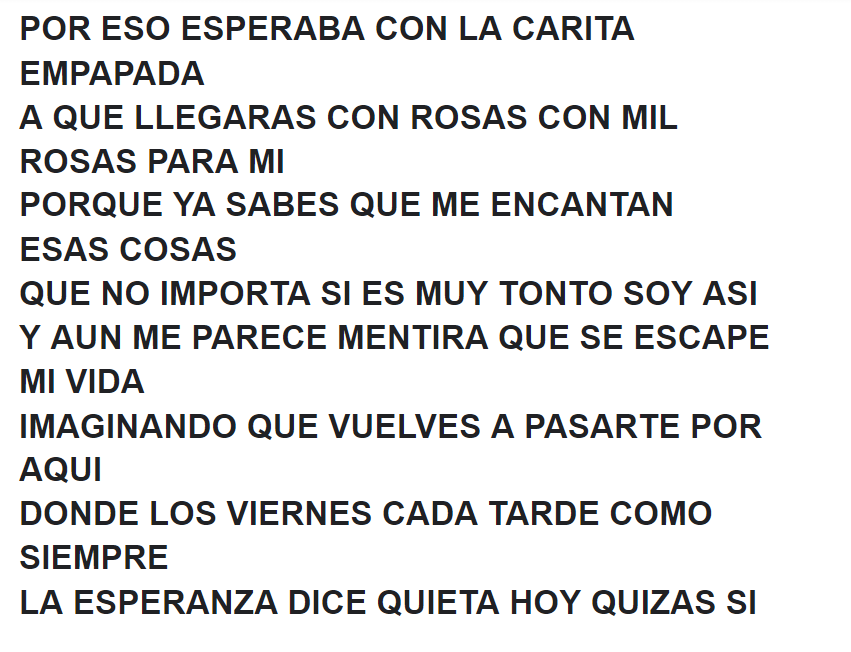 POR ESO ESPERABA CON LA CARITA
EMPAPADA
A QUE LLEGARAS CON ROSAS CON MIL
ROSAS PARA MI
PORQUE YA SABES QUE ME ENCANTAN
ESAS COSAS
QUE NO IMPORTA SI ES MUY TONTO SOY ASI
Y AUN ME PARECE MENTIRA QUE SE ESCAPE
MI VIDA
IMAGINANDO QUE VUELVES A PASARTE POR
AQUI
DONDE LOS VIERNES CADA TARDE COMO
SIEMPRE
LA ESPERANZA DICE QUIETA HOY QUIZAS SI